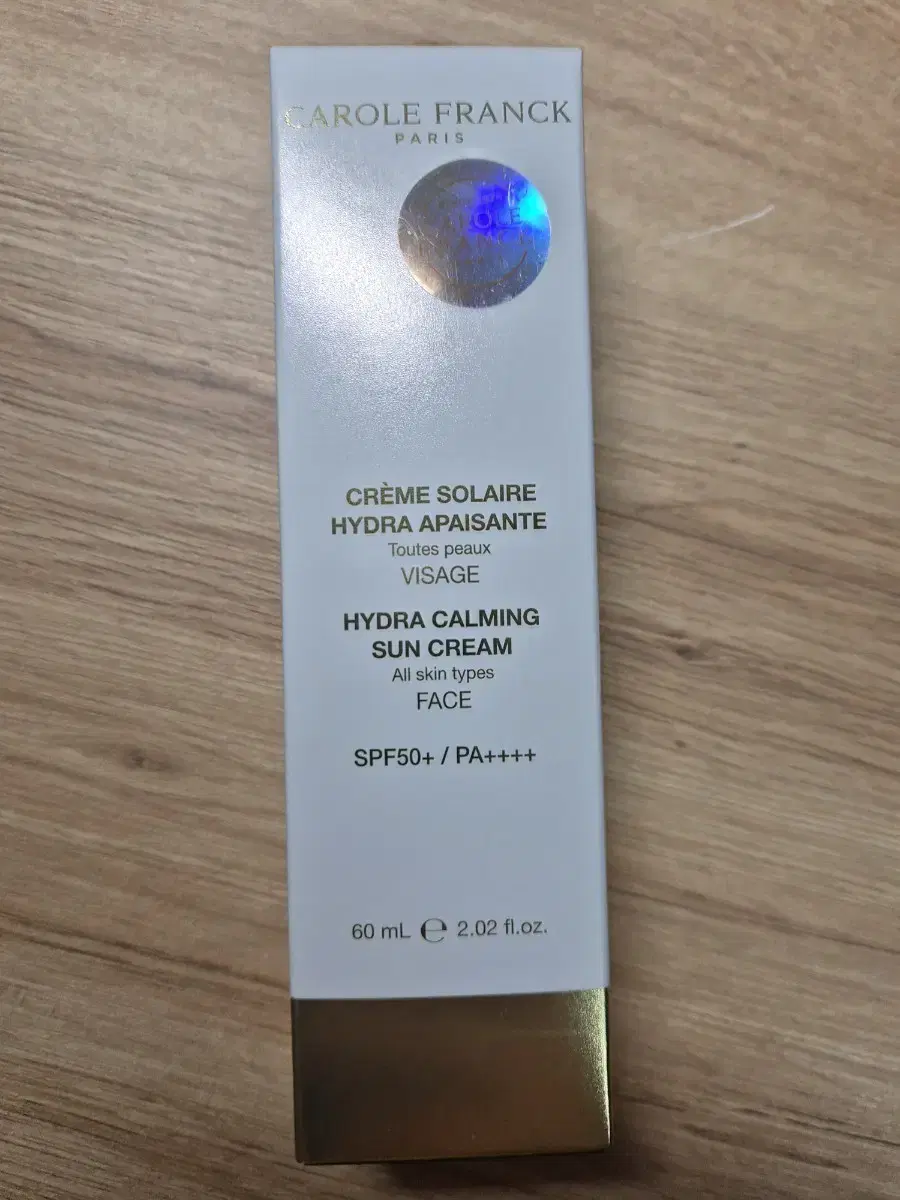 CAROLE FRANCK
PARIS
CRÈME SOLAIRE
HYDRA APAISANTE
Toutes peaux
VISAGE
HYDRA CALMING
SUN CREAM
All skin types
FACE
SPF50+ / PA++++
60 mL ℮ 2.02 fl.oz.